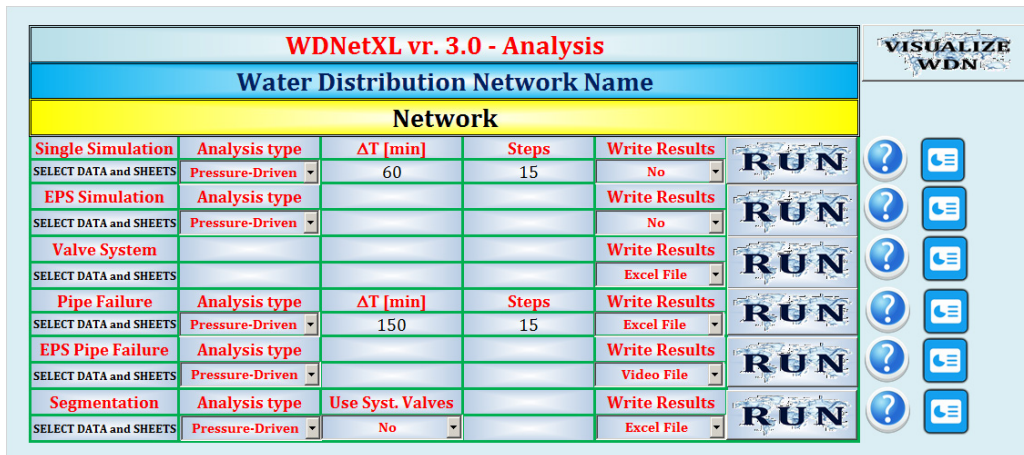 WDNetXL vr. 3.0 - Analysis
VISUALIZE
WDN
Water Distribution Network Name
Network
Single Simulation Analysis type ΔT [min] Steps Write Results RUN
SELECT DATA and SHEETS Pressure-Driven 60 15 No
EPS Simulation Analysis type Write Results RUN
SELECT DATA and SHEETS Pressure-Driven No
Valve System Write Results RUN
SELECT DATA and SHEETS Excel File
Pipe Failure Analysis type ΔT [min] Steps Write Results RUN
SELECT DATA and SHEETS Pressure-Driven 150 15 Excel File
EPS Pipe Failure Analysis type Write Results RUN
SELECT DATA and SHEETS Pressure-Driven Video File
Segmentation Analysis type Use Syst. Valves Write Results RUN
SELECT DATA and SHEETS Pressure-Driven No Excel File